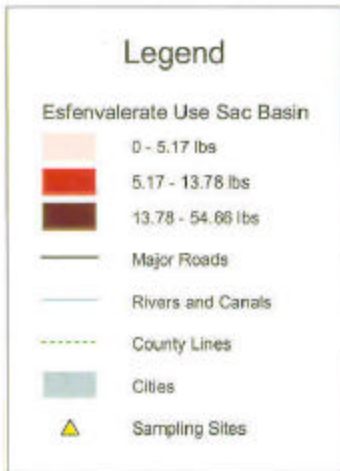 Legend
Esfenvalerate Use Sac Basin
0 - 5.17 lbs
5.17 - 13.78 lbs
13.78 - 54.66 lbs
Major Roads
Rivers and Canals
County Lines
Cities
Sampling Sites